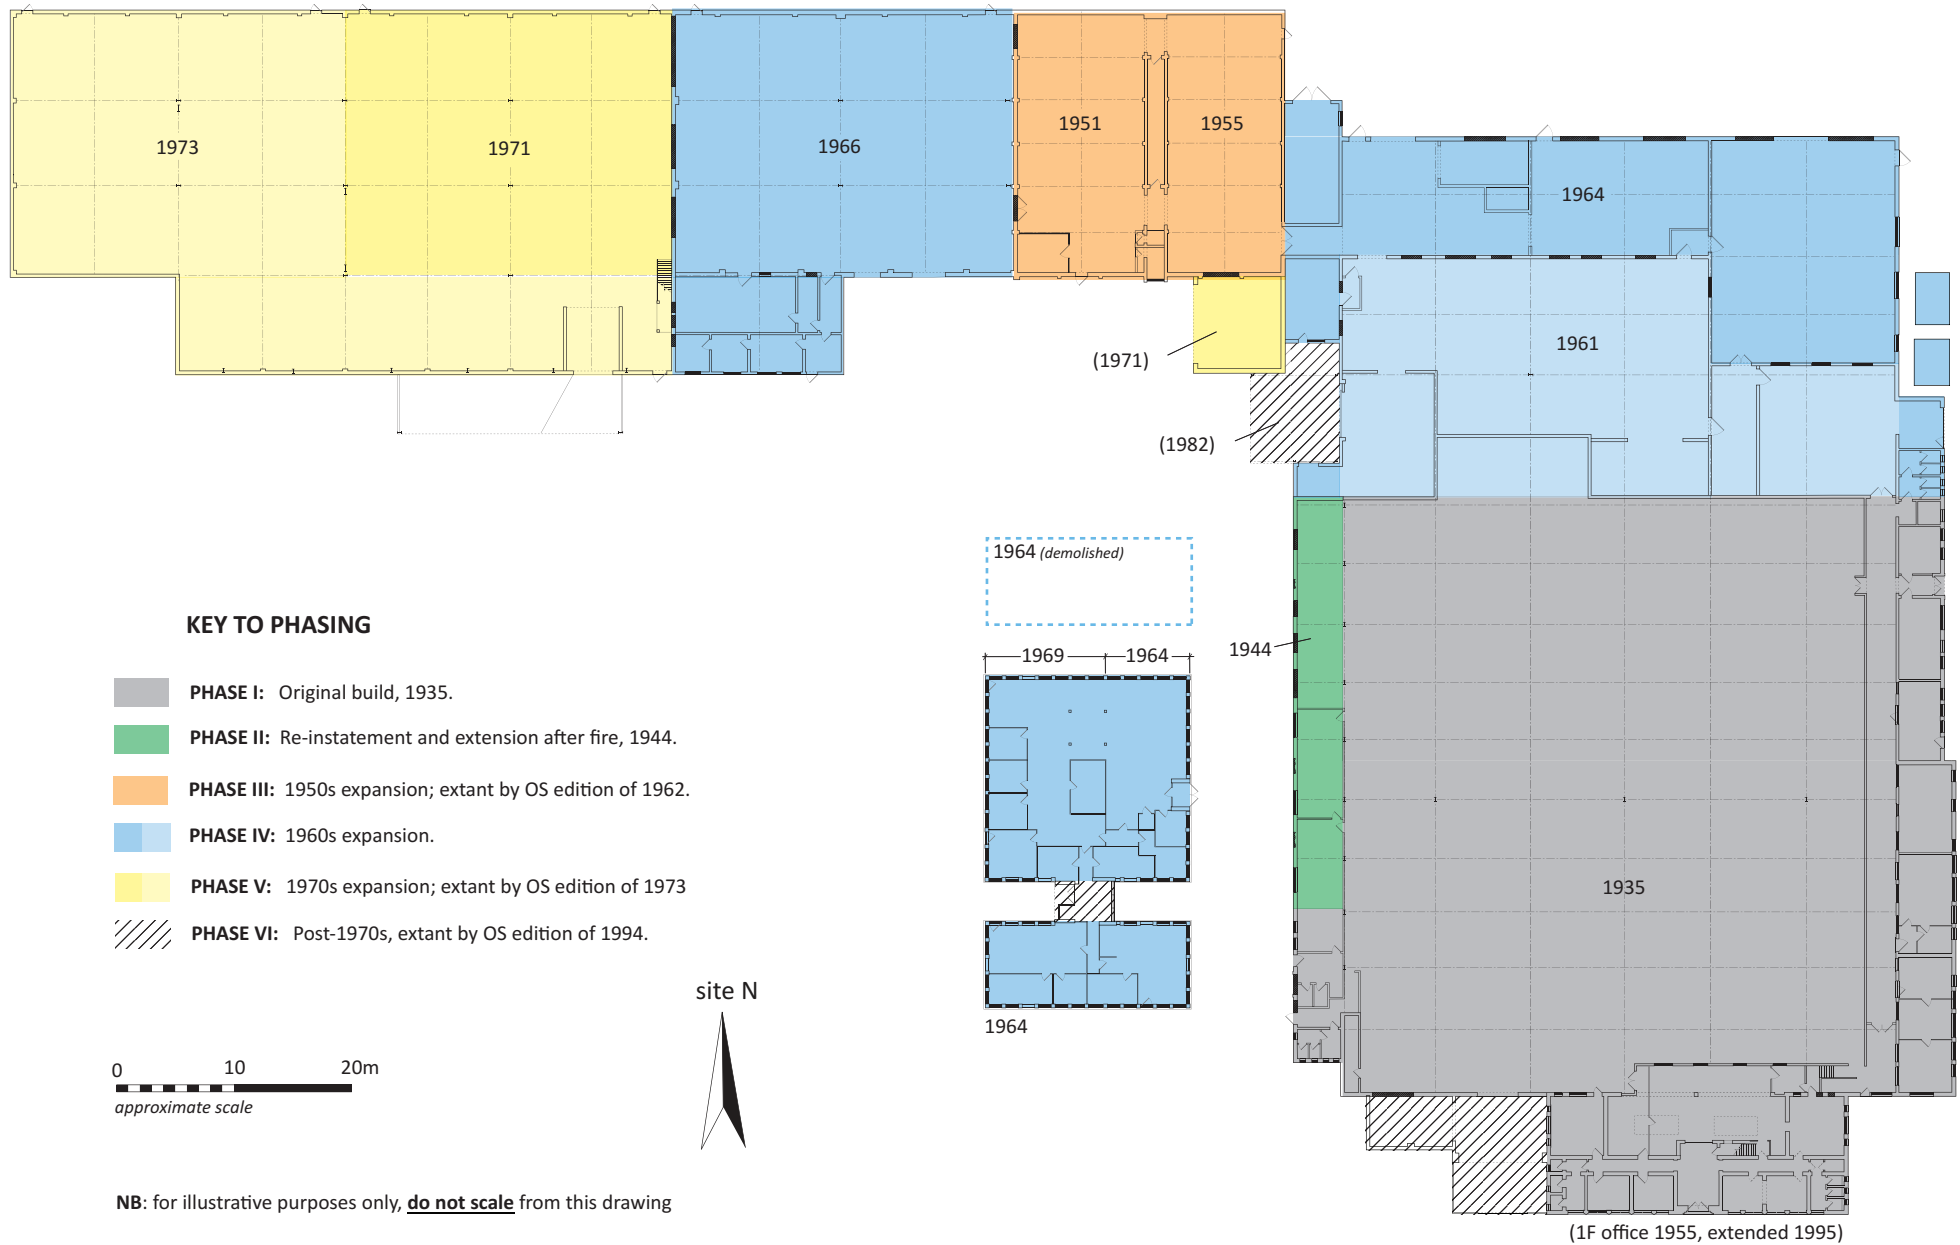 1973
1971
1966
1951
1955
1964
1961
(1971)
(1982)
1964 (demolished)
1969
1964
1944
1935
1964
(1F office 1955, extended 1995)
KEY TO PHASING
PHASE I: Original build, 1935.
PHASE II: Re-instatement and extension after fire, 1944.
PHASE III: 1950s expansion; extant by OS edition of 1962.
PHASE IV: 1960s expansion.
PHASE V: 1970s expansion; extant by OS edition of 1973
PHASE VI: Post-1970s, extant by OS edition of 1994.
site N
0 10 20m
approximate scale
NB: for illustrative purposes only, do not scale from this drawing